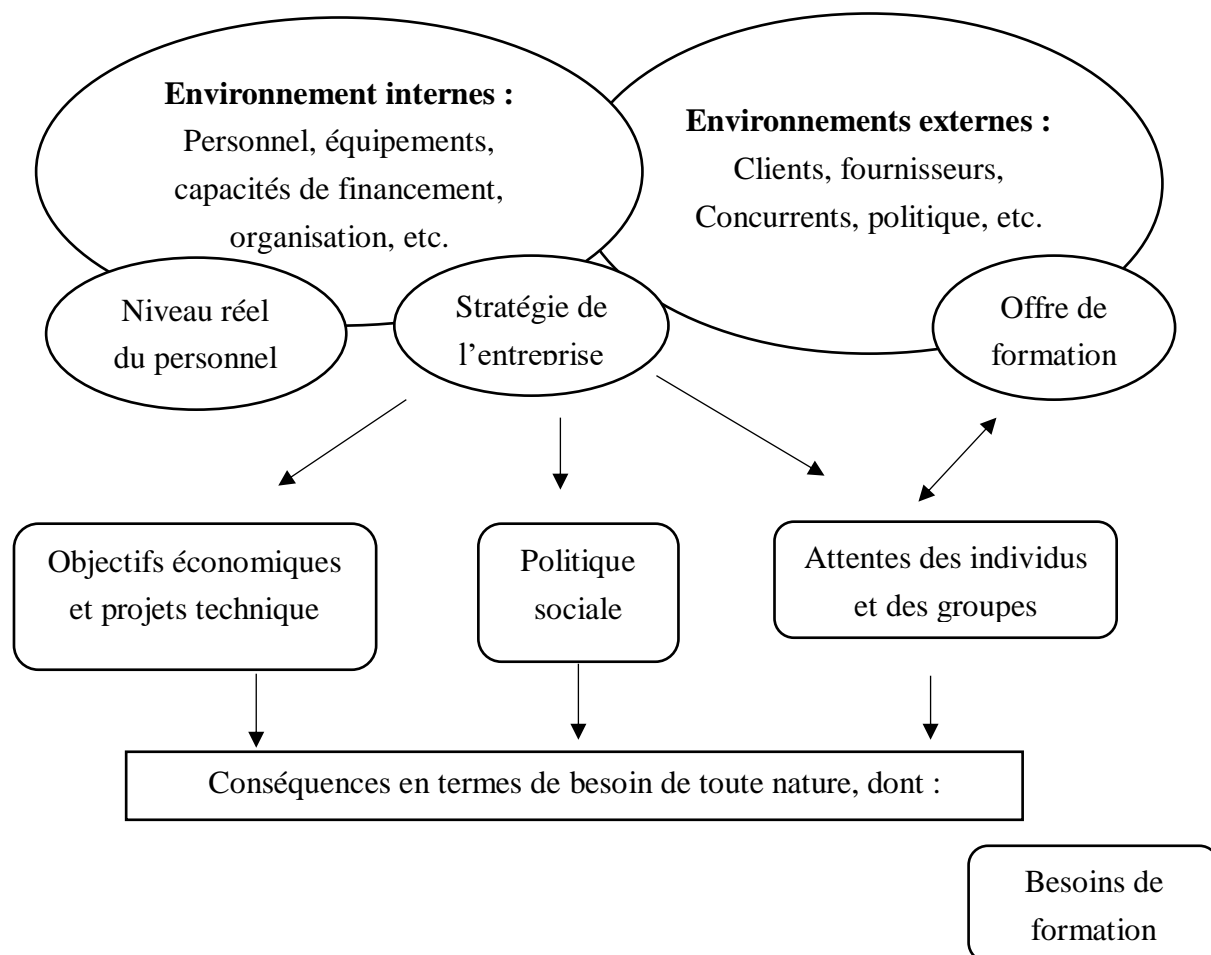 Environnement internes :
Personnel, équipements,
capacités de financement,
organisation, etc.
Environnements externes :
Clients, fournisseurs,
Concurrents, politique, etc.
Niveau réel
du personnel
Stratégie de
l’entreprise
Offre de
formation
Objectifs économiques
et projets technique
Politique
sociale
Attentes des individus
et des groupes
Conséquences en termes de besoin de toute nature, dont :
Besoins de
formation